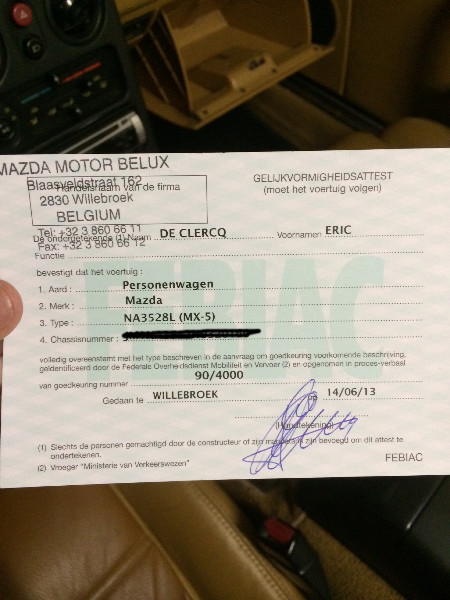 MAZDA MOTOR BELUX
Blaasveldstraat 162
Handelsnaam van de firma
2830 Willebroek
BELGIUM
Tel: +32 3 860 66 11
Fax: +32 3 860 66 12
GELIJKVORMIGHEIDSATTEST
(moet het voertuig volgen)
De ondergetekende (1) Naam DE CLERCQ Voornamen ERIC
Functie
bevestigt dat het voertuig :
1. Aard : Personenwagen
2. Merk : Mazda
3. Type : NA3528L (MX-5)
4. Chassisnummer :
FEBIAC
volledig overeenstemt met het type beschreven in de aanvraag om goedkeuring voorkomende beschrijving,
geïdentificeerd door de Federale Overheidsdienst Mobiliteit en Vervoer (2) en opgenomen in proces-verbaal
van goedkeuring nummer 90/4000
Gedaan te WILLEBROEK op 14/06/13
(Handtekening)
(1) Slechts de personen gemachtigd door de constructeur of zijn mandataris zijn bevoegd om dit attest te
ondertekenen.
(2) Vroeger "Ministerie van Verkeerswezen"
FEBIAC